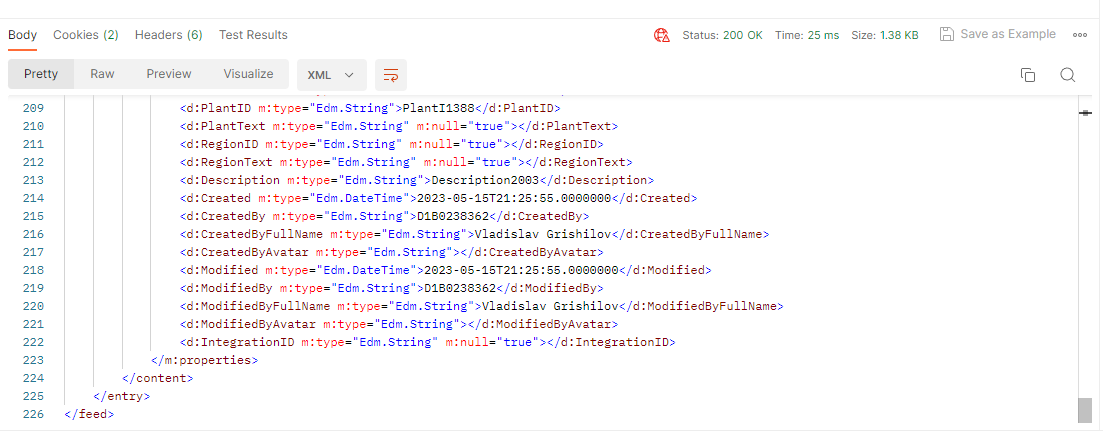 Body Cookies (2) Headers (6) Test Results Status: 200 OK Time: 25 ms Size: 1.38 KB Save as Example
Pretty Raw Preview Visualize XML
209 <d:PlantID m:type="Edm.String">PlantI1388</d:PlantID>
210 <d:PlantText m:type="Edm.String" m:null="true"></d:PlantText>
211 <d:RegionID m:type="Edm.String" m:null="true"></d:RegionID>
212 <d:RegionText m:type="Edm.String" m:null="true"></d:RegionText>
213 <d:Description m:type="Edm.String">Description2003</d:Description>
214 <d:Created m:type="Edm.DateTime">2023-05-15T21:25:55.0000000</d:Created>
215 <d:CreatedBy m:type="Edm.String">D1B0238362</d:CreatedBy>
216 <d:CreatedByFullName m:type="Edm.String">Vladislav Grishilov</d:CreatedByFullName>
217 <d:CreatedByAvatar m:type="Edm.String"></d:CreatedByAvatar>
218 <d:Modified m:type="Edm.DateTime">2023-05-15T21:25:55.0000000</d:Modified>
219 <d:ModifiedBy m:type="Edm.String">D1B0238362</d:ModifiedBy>
220 <d:ModifiedByFullName m:type="Edm.String">Vladislav Grishilov</d:ModifiedByFullName>
221 <d:ModifiedByAvatar m:type="Edm.String"></d:ModifiedByAvatar>
222 <d:IntegrationID m:type="Edm.String" m:null="true"></d:IntegrationID>
223 </m:properties>
224 </content>
225 </entry>
226 </feed>